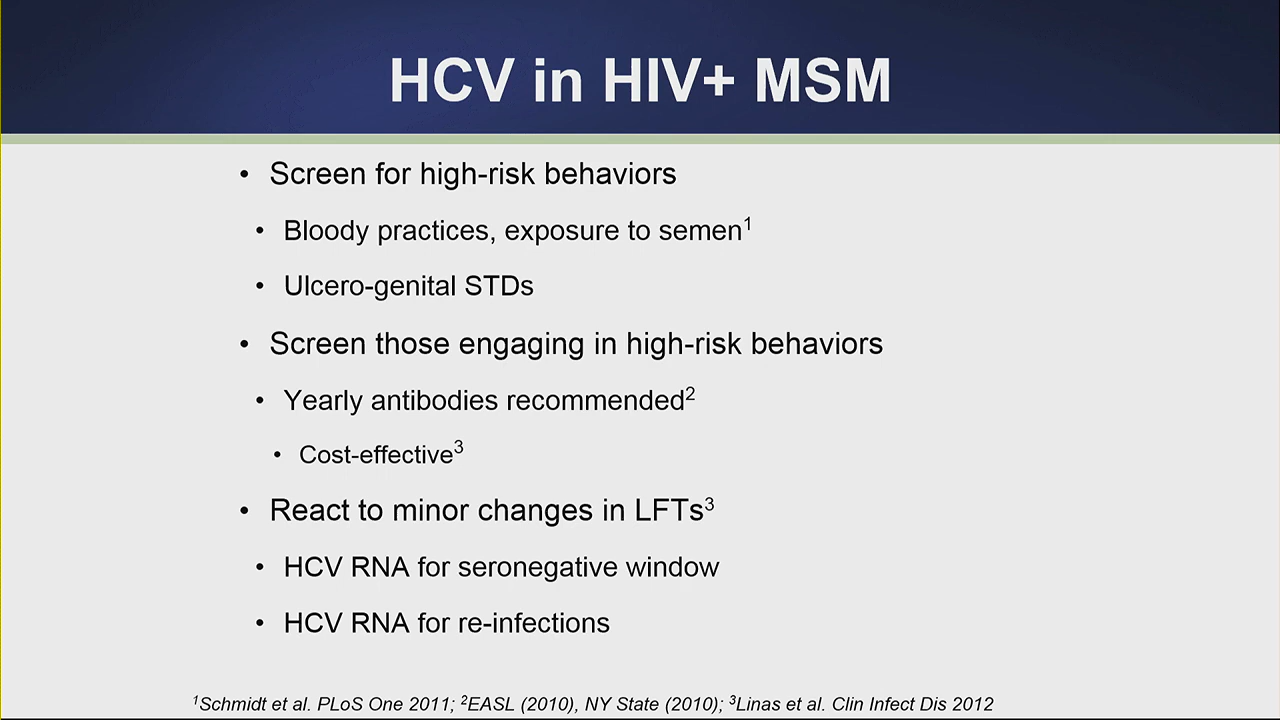 HCV in HIV+ MSM
• Screen for high-risk behaviors
• Bloody practices, exposure to semen¹
• Ulcero-genital STDs
• Screen those engaging in high-risk behaviors
• Yearly antibodies recommended²
• Cost-effective³
• React to minor changes in LFTs³
• HCV RNA for seronegative window
• HCV RNA for re-infections
¹Schmidt et al. PLoS One 2011; ²EASL (2010), NY State (2010); ³Linas et al. Clin Infect Dis 2012